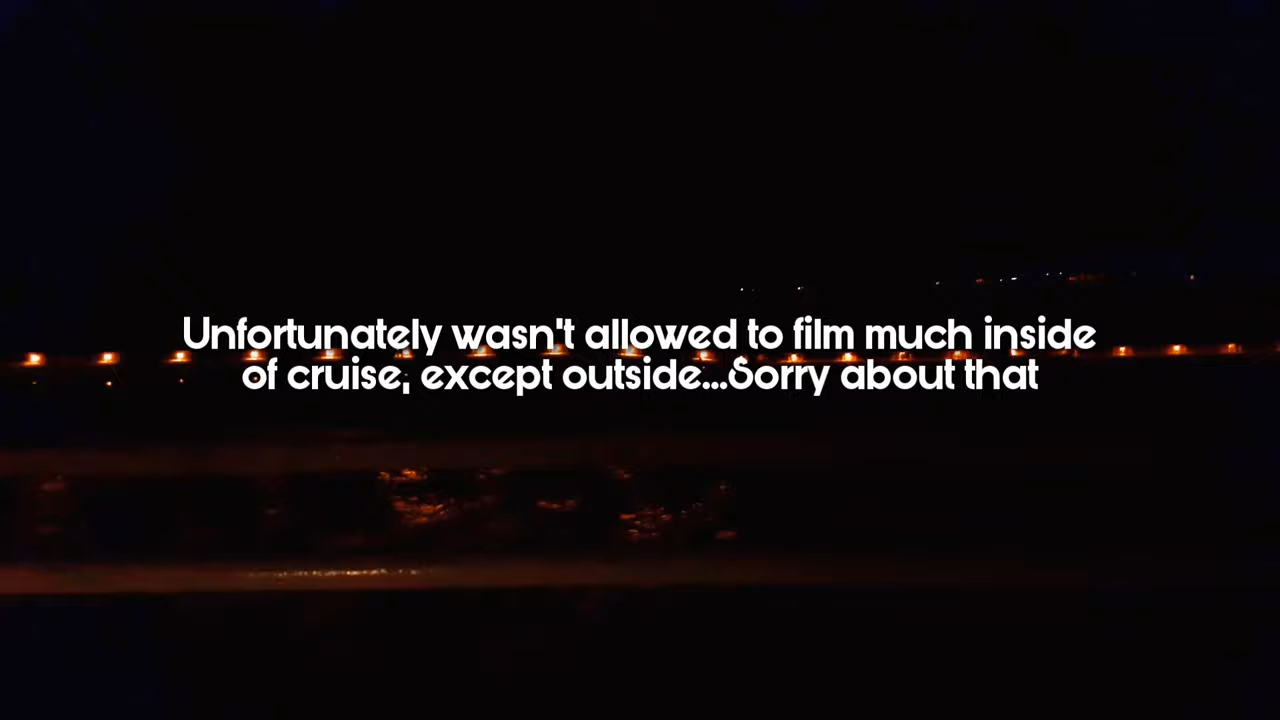 Unfortunately wasn't allowed to film much inside
of cruise, except outside...Sorry about that